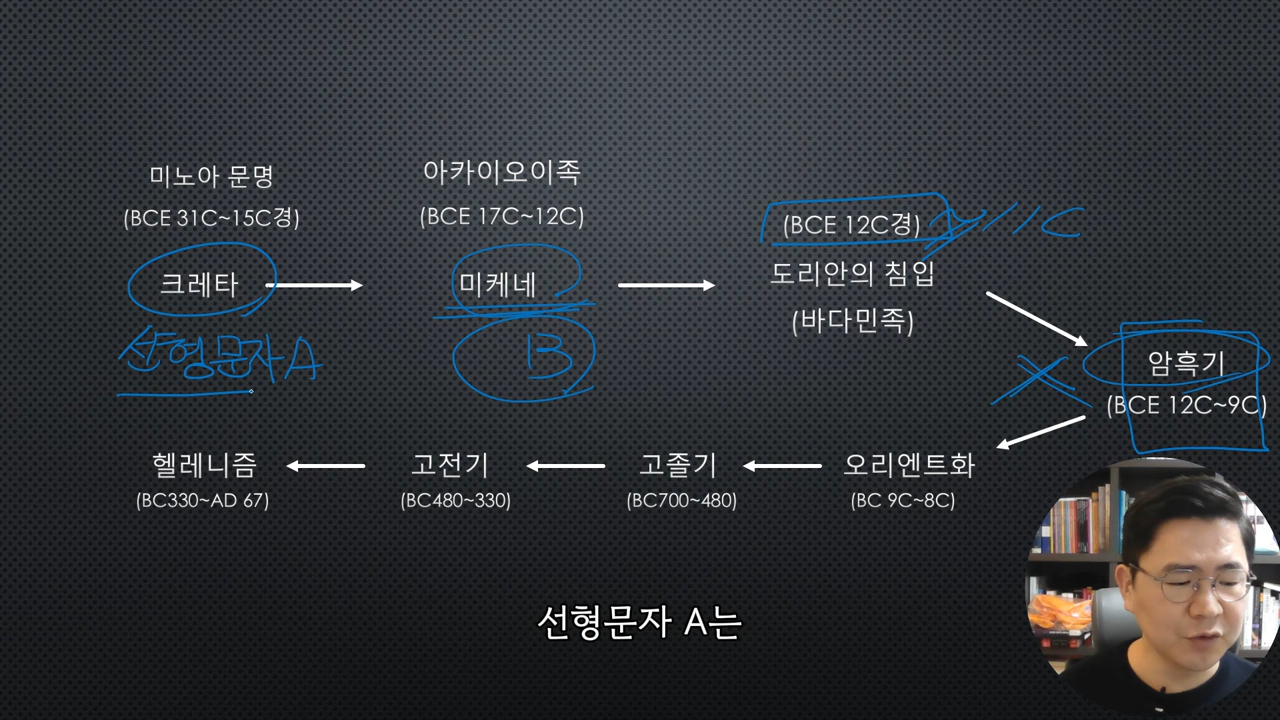 미노아 문명
(BCE 31C~15C경)
크레타
선형문자 A
아카이오이족
(BCE 17C~12C)
미케네
B
(BCE 12C경)
11C
도리안의 침입
(바다민족)
암흑기
(BCE 12C~9C)
오리엔트화
(BC 9C~8C)
고졸기
(BC700~480)
고전기
(BC480~330)
헬레니즘
(BC330~AD 67)
선형문자 A는